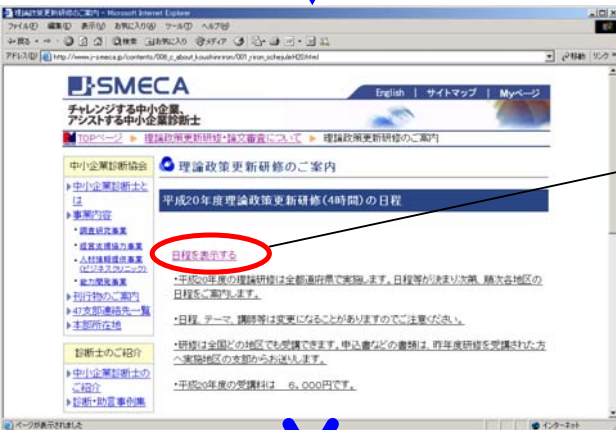 理論政策更新研修のご案内 - Microsoft Internet Explorer
ファイル(F) 編集(E) 表示(V) お気に入り(A) ツール(T) ヘルプ(H)
戻る 検索 お気に入り メディア
アドレス(D) http://www.j-smeca.jp/contents/ 移動 リンク
J-SMECA
English | サイトマップ | Myページ
チャレンジする中小企業、
アシストする中小企業診断士
TOPページ ▶ 理論政策更新研修・論文審査について ▶ 理論政策更新研修のご案内
中小企業診断協会
中小企業診断士と
は
事業内容
・調査研究事業
・経営支援協力事業
・人材情報提供事業
(ビジネスクリニック)
・能力開発事業
刊行物のご案内
47支部連絡先一覧
本部所在地
診断士のご紹介
中小企業診断士の
ご紹介
診断・助言事例集
理論政策更新研修のご案内
平成20年度理論政策更新研修(4時間)の日程
日程を表示する
・平成20年度の理論研修は全都道府県で実施します。日程等が決まり次第、順次各地区の
日程をご案内します。
・日程、テーマ、講師等は変更になることがありますのでご注意ください。
・研修は全国どの地区でも受講できます。申込書などの書類は、昨年度研修を受講された方
へ実施地区の支部からお送りします。
・平成20年度の受講料は 6,000円です。
ページが表示されました
インターネット